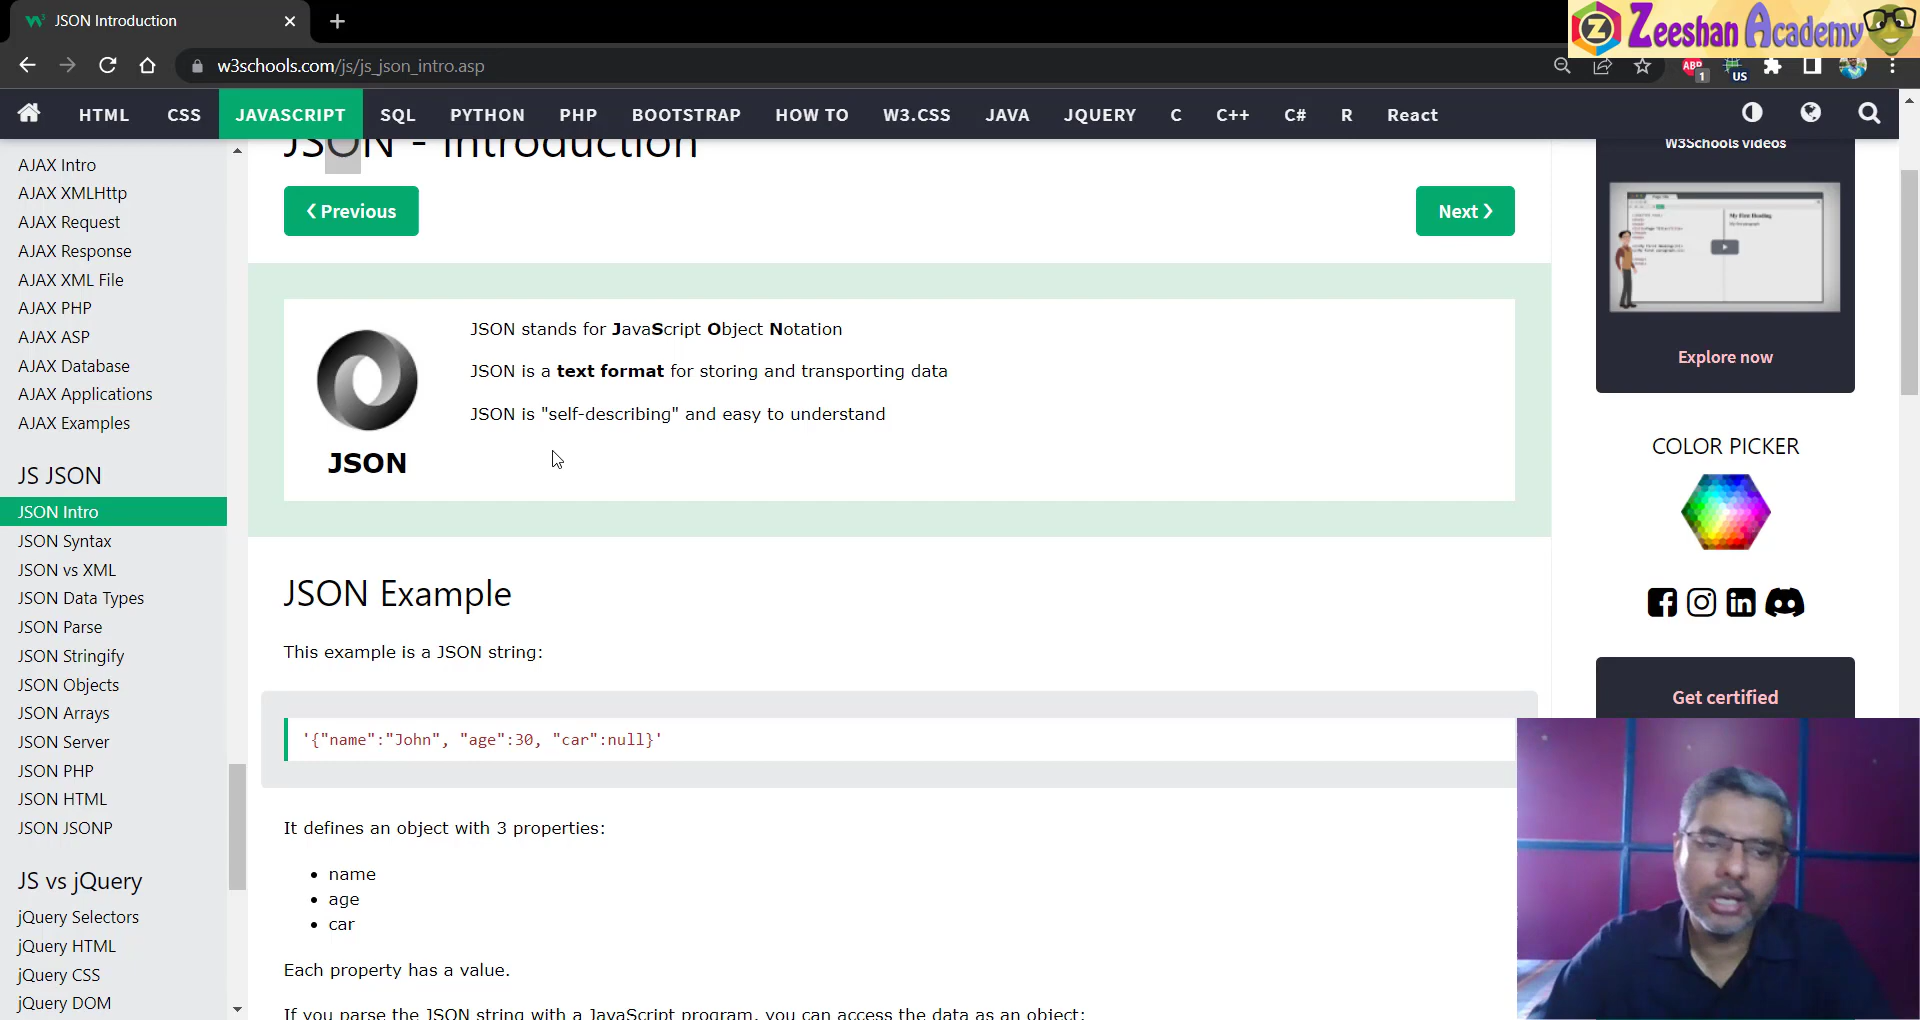 JSON Introduction
Zeeshan Academy
w3schools.com/js/js_json_intro.asp
ABP
1
US
HTML
CSS
JAVASCRIPT
SQL
PYTHON
PHP
BOOTSTRAP
HOW TO
W3.CSS
JAVA
JQUERY
C
C++
C#
R
React
AJAX Intro
AJAX XMLHttp
AJAX Request
AJAX Response
AJAX XML File
AJAX PHP
AJAX ASP
AJAX Database
AJAX Applications
AJAX Examples
JS JSON
JSON Intro
JSON Syntax
JSON vs XML
JSON Data Types
JSON Parse
JSON Stringify
JSON Objects
JSON Arrays
JSON Server
JSON PHP
JSON HTML
JSON JSONP
JS vs jQuery
jQuery Selectors
jQuery HTML
jQuery CSS
jQuery DOM
JSON - Introduction
❮ Previous
Next ❯
JSON stands for JavaScript Object Notation
JSON is a text format for storing and transporting data
JSON is "self-describing" and easy to understand
JSON
JSON Example
This example is a JSON string:
'{"name":"John", "age":30, "car":null}'
It defines an object with 3 properties:
• name
• age
• car
Each property has a value.
If you parse the JSON string with a JavaScript program, you can access the data as an object:
W3Schools videos
My First Heading
Explore now
COLOR PICKER
Get certified